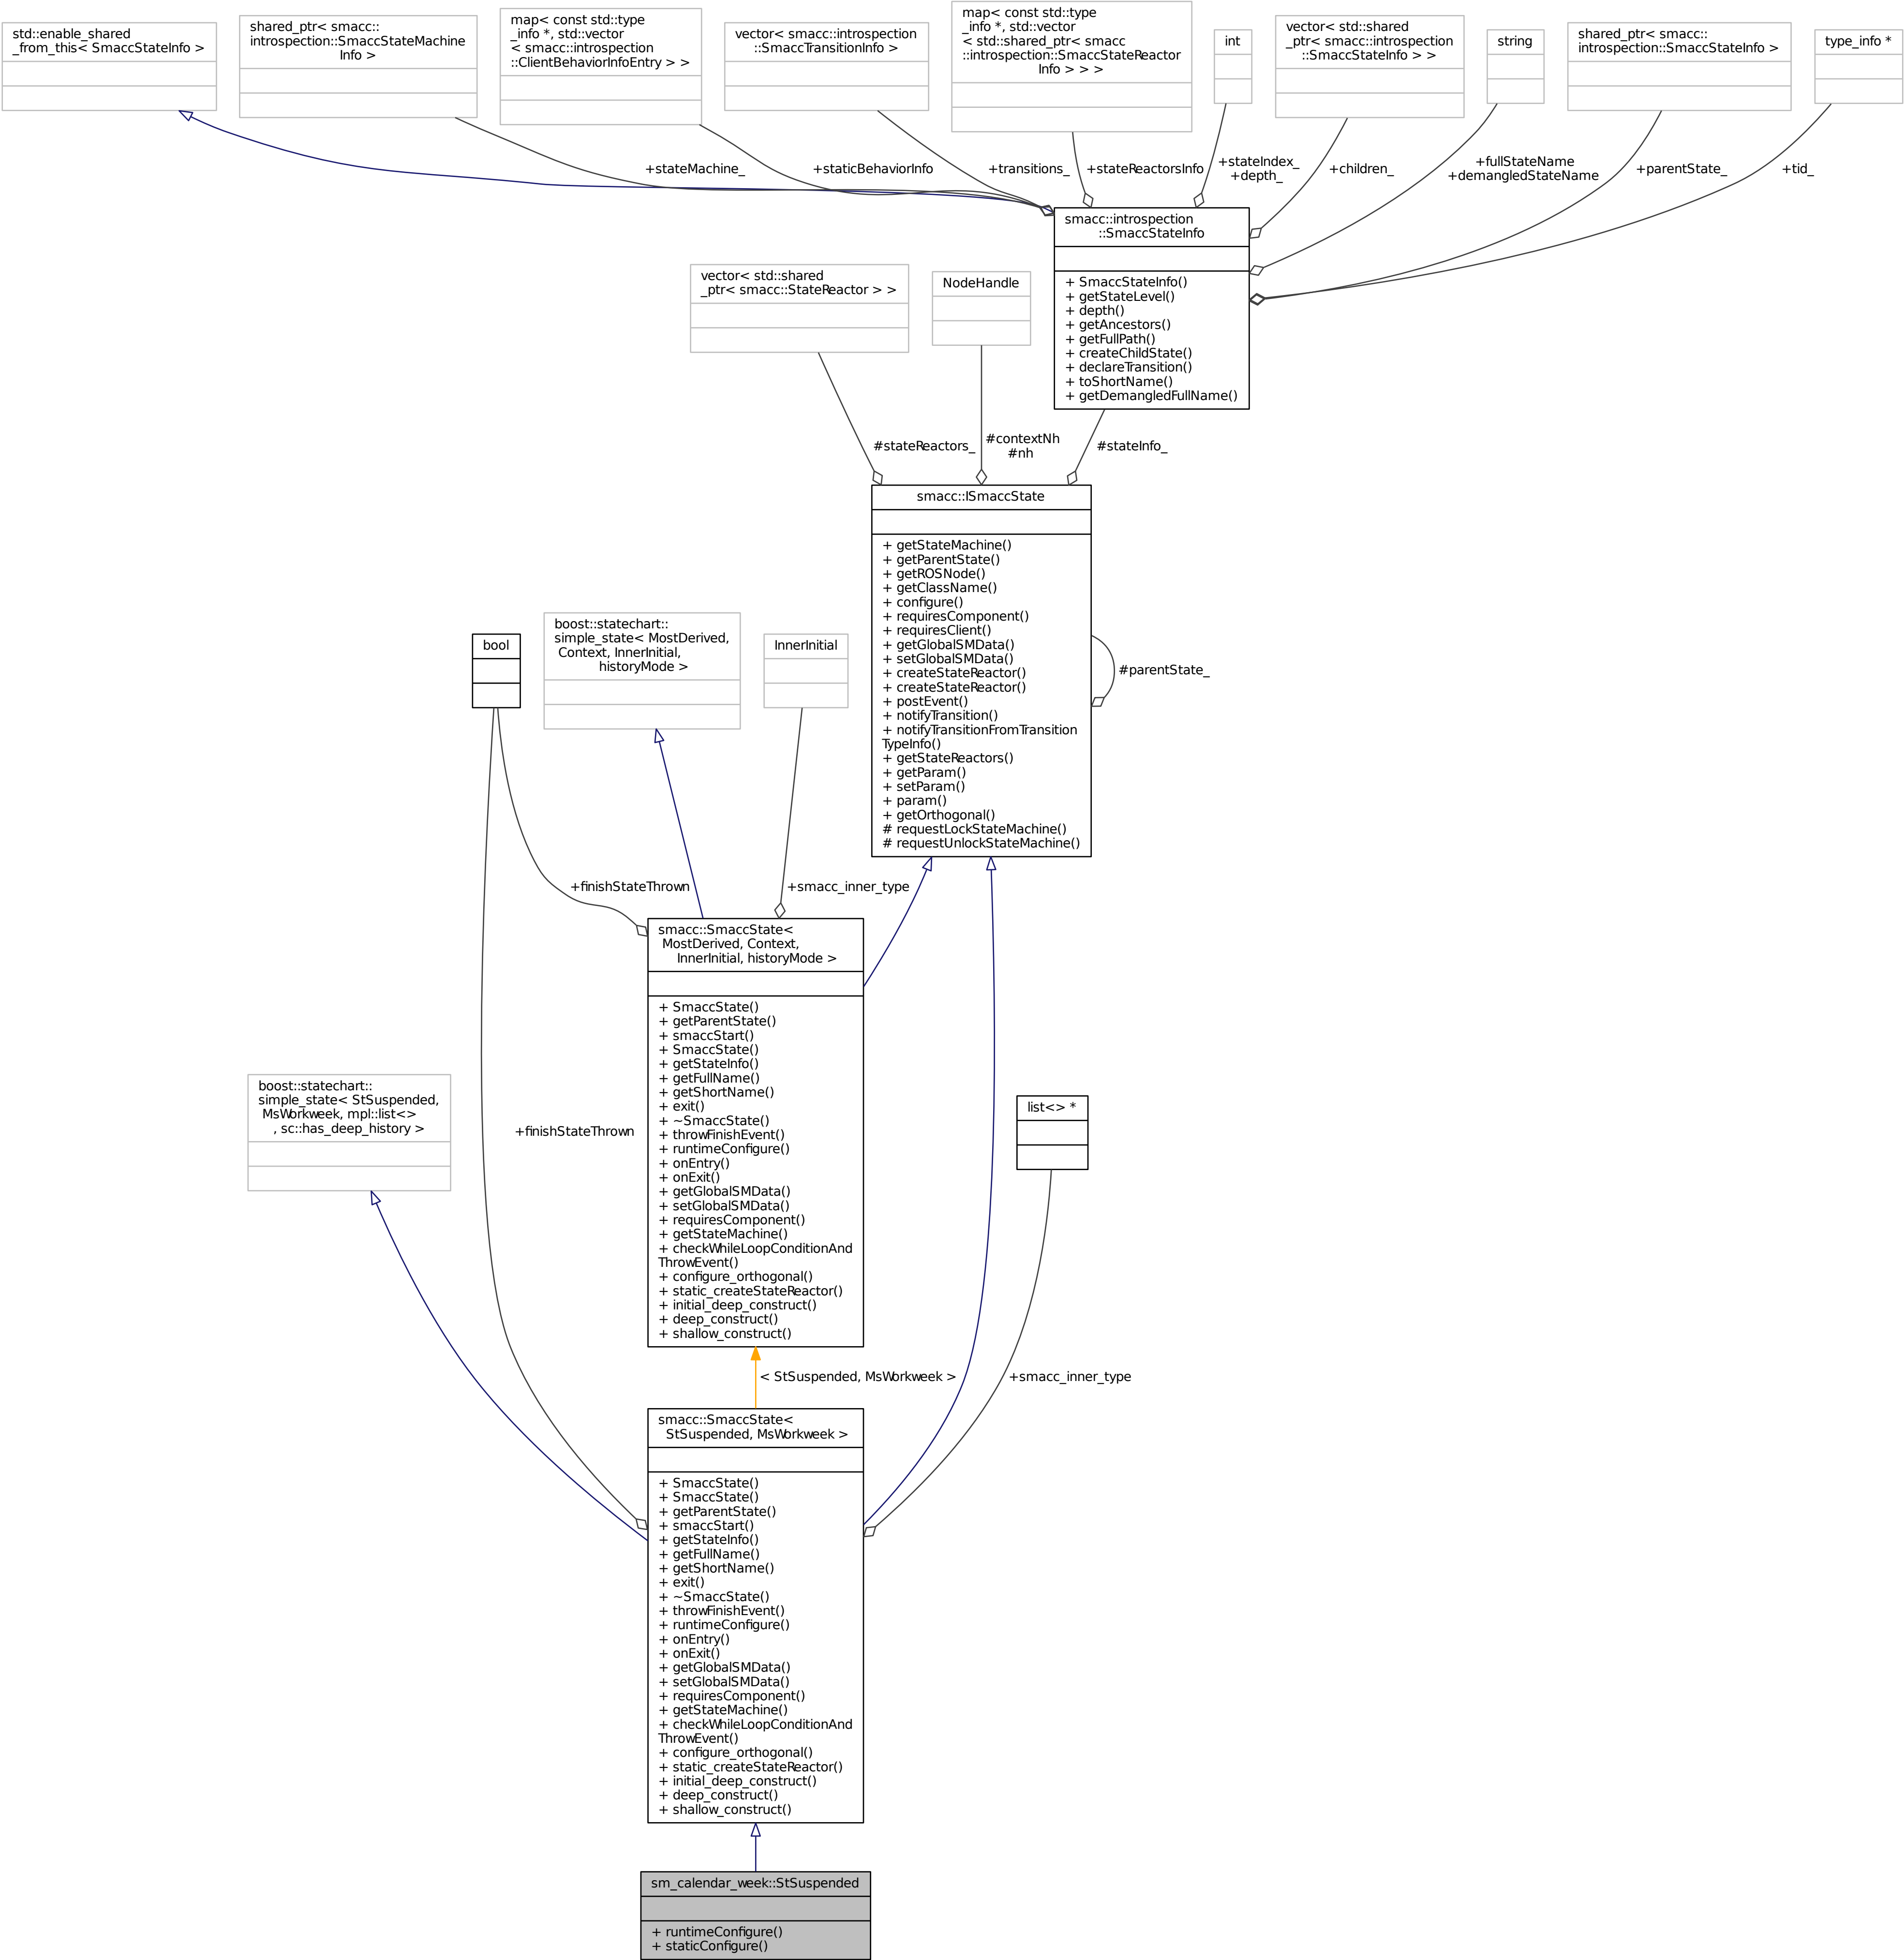 std::enable_shared
_from_this< SmaccStateInfo >
shared_ptr< smacc::
introspection::SmaccStateMachine
Info >
map< const std::type
_info *, std::vector
< smacc::introspection
::ClientBehaviorInfoEntry > >
vector< smacc::introspection
::SmaccTransitionInfo >
map< const std::type
_info *, std::vector
< std::shared_ptr< smacc
::introspection::SmaccStateReactor
Info > > >
int
vector< std::shared
_ptr< smacc::introspection
::SmaccStateInfo > >
string
shared_ptr< smacc::
introspection::SmaccStateInfo >
type_info *
+stateMachine_
+staticBehaviorInfo
+transitions_
+stateReactorsInfo
+stateIndex_
+depth_
+children_
+fullStateName
+demangledStateName
+parentState_
+tid_
smacc::introspection
::SmaccStateInfo
+ SmaccStateInfo()
+ getStateLevel()
+ depth()
+ getAncestors()
+ getFullPath()
+ createChildState()
+ declareTransition()
+ toShortName()
+ getDemangledFullName()
vector< std::shared
_ptr< smacc::StateReactor > >
NodeHandle
#stateReactors_
#contextNh
#nh
#stateInfo_
smacc::ISmaccState
+ getStateMachine()
+ getParentState()
+ getROSNode()
+ getClassName()
+ configure()
+ requiresComponent()
+ requiresClient()
+ getGlobalSMData()
+ setGlobalSMData()
+ createStateReactor()
+ createStateReactor()
+ postEvent()
+ notifyTransition()
+ notifyTransitionFromTransition
TypeInfo()
+ getStateReactors()
+ getParam()
+ setParam()
+ param()
+ getOrthogonal()
# requestLockStateMachine()
# requestUnlockStateMachine()
#parentState_
bool
boost::statechart::
simple_state< MostDerived,
Context, InnerInitial,
historyMode >
InnerInitial
+finishStateThrown
+smacc_inner_type
smacc::SmaccState<
MostDerived, Context,
InnerInitial, historyMode >
+ SmaccState()
+ getParentState()
+ smaccStart()
+ SmaccState()
+ getStateInfo()
+ getFullName()
+ getShortName()
+ exit()
+ ~SmaccState()
+ throwFinishEvent()
+ runtimeConfigure()
+ onEntry()
+ onExit()
+ getGlobalSMData()
+ setGlobalSMData()
+ requiresComponent()
+ getStateMachine()
+ checkWhileLoopConditionAnd
ThrowEvent()
+ configure_orthogonal()
+ static_createStateReactor()
+ initial_deep_construct()
+ deep_construct()
+ shallow_construct()
boost::statechart::
simple_state< StSuspended,
MsWorkweek, mpl::list<>
, sc::has_deep_history >
+finishStateThrown
list<> *
< StSuspended, MsWorkweek >
+smacc_inner_type
smacc::SmaccState<
StSuspended, MsWorkweek >
+ SmaccState()
+ SmaccState()
+ getParentState()
+ smaccStart()
+ getStateInfo()
+ getFullName()
+ getShortName()
+ exit()
+ ~SmaccState()
+ throwFinishEvent()
+ runtimeConfigure()
+ onEntry()
+ onExit()
+ getGlobalSMData()
+ setGlobalSMData()
+ requiresComponent()
+ getStateMachine()
+ checkWhileLoopConditionAnd
ThrowEvent()
+ configure_orthogonal()
+ static_createStateReactor()
+ initial_deep_construct()
+ deep_construct()
+ shallow_construct()
sm_calendar_week::StSuspended
+ runtimeConfigure()
+ staticConfigure()